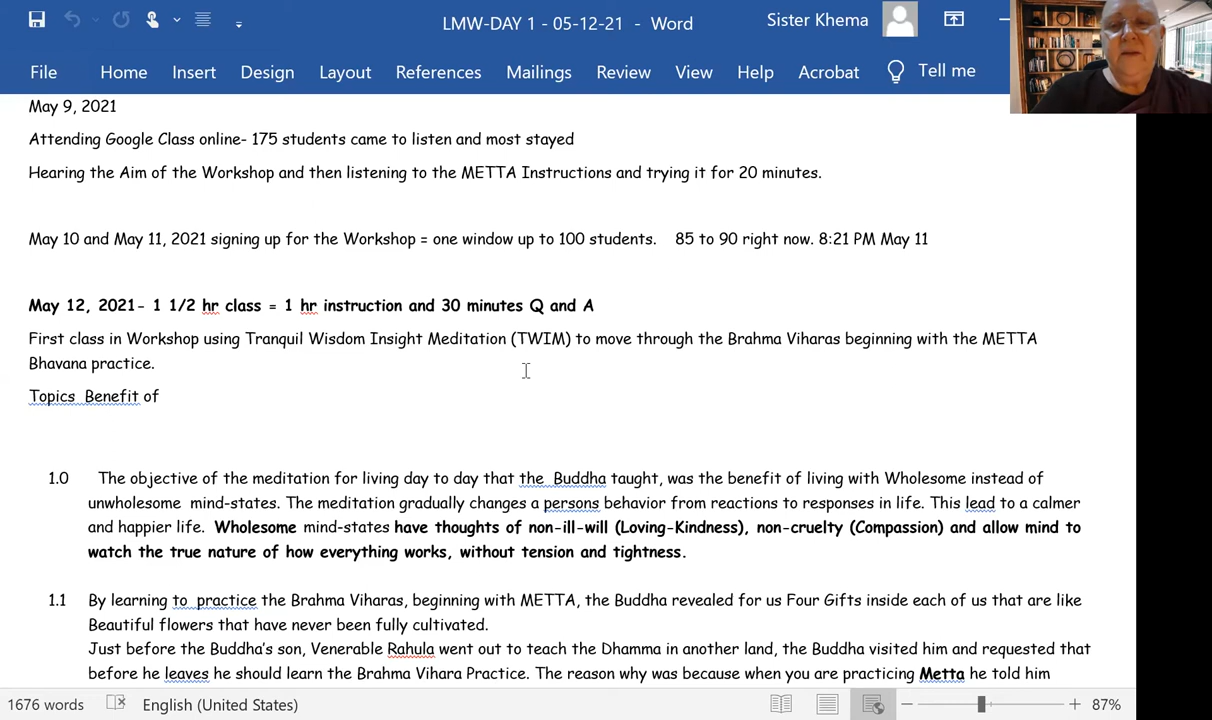 LMW-DAY 1 - 05-12-21 - Word
Sister Khema
File Home Insert Design Layout References Mailings Review View Help Acrobat Tell me
May 9, 2021
Attending Google Class online- 175 students came to listen and most stayed
Hearing the Aim of the Workshop and then listening to the METTA Instructions and trying it for 20 minutes.
May 10 and May 11, 2021 signing up for the Workshop = one window up to 100 students. 85 to 90 right now. 8:21 PM May 11
May 12, 2021- 1 1/2 hr class = 1 hr instruction and 30 minutes Q and A
First class in Workshop using Tranquil Wisdom Insight Meditation (TWIM) to move through the Brahma Viharas beginning with the METTA
Bhavana practice.
Topics Benefit of
1.0 The objective of the meditation for living day to day that the Buddha taught, was the benefit of living with Wholesome instead of
unwholesome mind-states. The meditation gradually changes a persons behavior from reactions to responses in life. This lead to a calmer
and happier life. Wholesome mind-states have thoughts of non-ill-will (Loving-Kindness), non-cruelty (Compassion) and allow mind to
watch the true nature of how everything works, without tension and tightness.
1.1 By learning to practice the Brahma Viharas, beginning with METTA, the Buddha revealed for us Four Gifts inside each of us that are like
Beautiful flowers that have never been fully cultivated.
Just before the Buddha's son, Venerable Rahula went out to teach the Dhamma in another land, the Buddha visited him and requested that
before he leaves he should learn the Brahma Vihara Practice. The reason why was because when you are practicing Metta he told him
1676 words English (United States) 87%